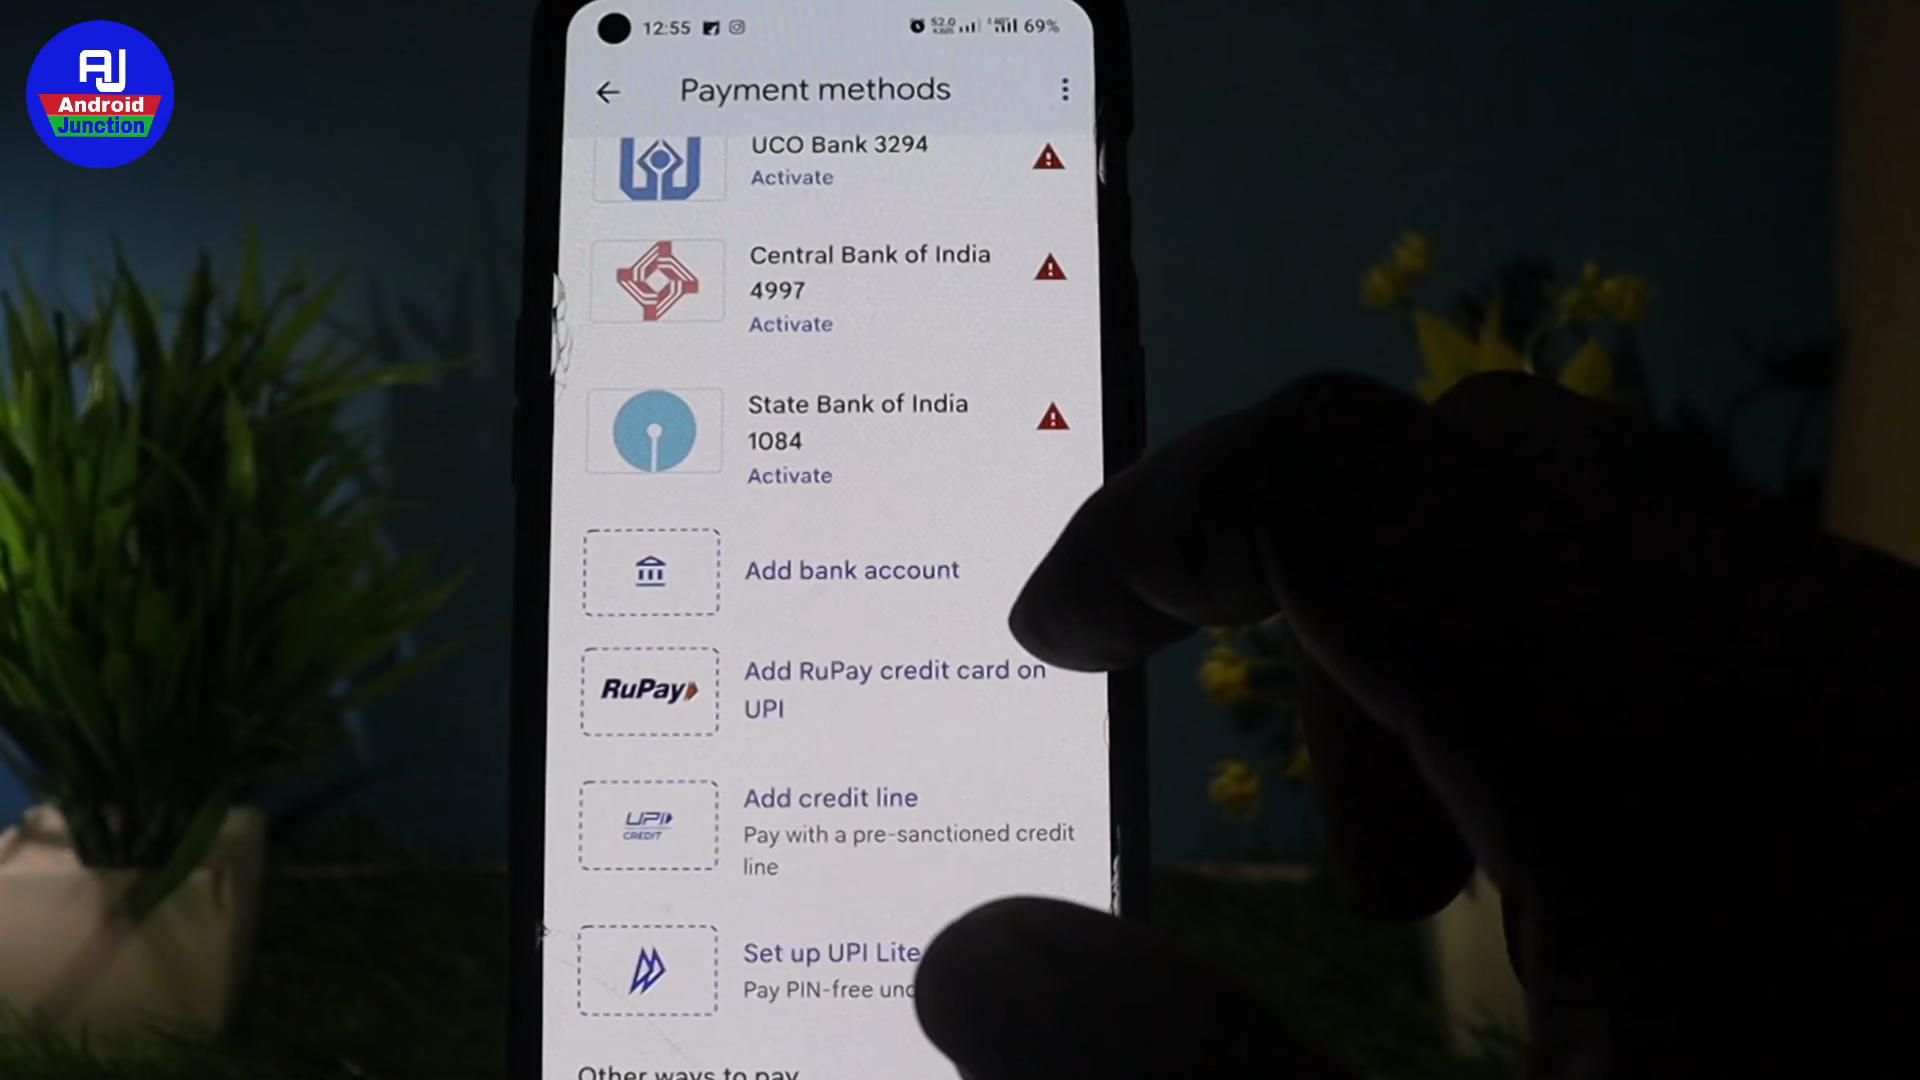 AJ
Android
Junction
12:55
52.0
69%
Payment methods
UCO Bank 3294
Activate
Central Bank of India
4997
Activate
State Bank of India
1084
Activate
Add bank account
RuPay
Add RuPay credit card on
UPI
UPI
CREDIT
Add credit line
Pay with a pre-sanctioned credit
line
Set up UPI Lite
Pay PIN-free
Other ways to pay